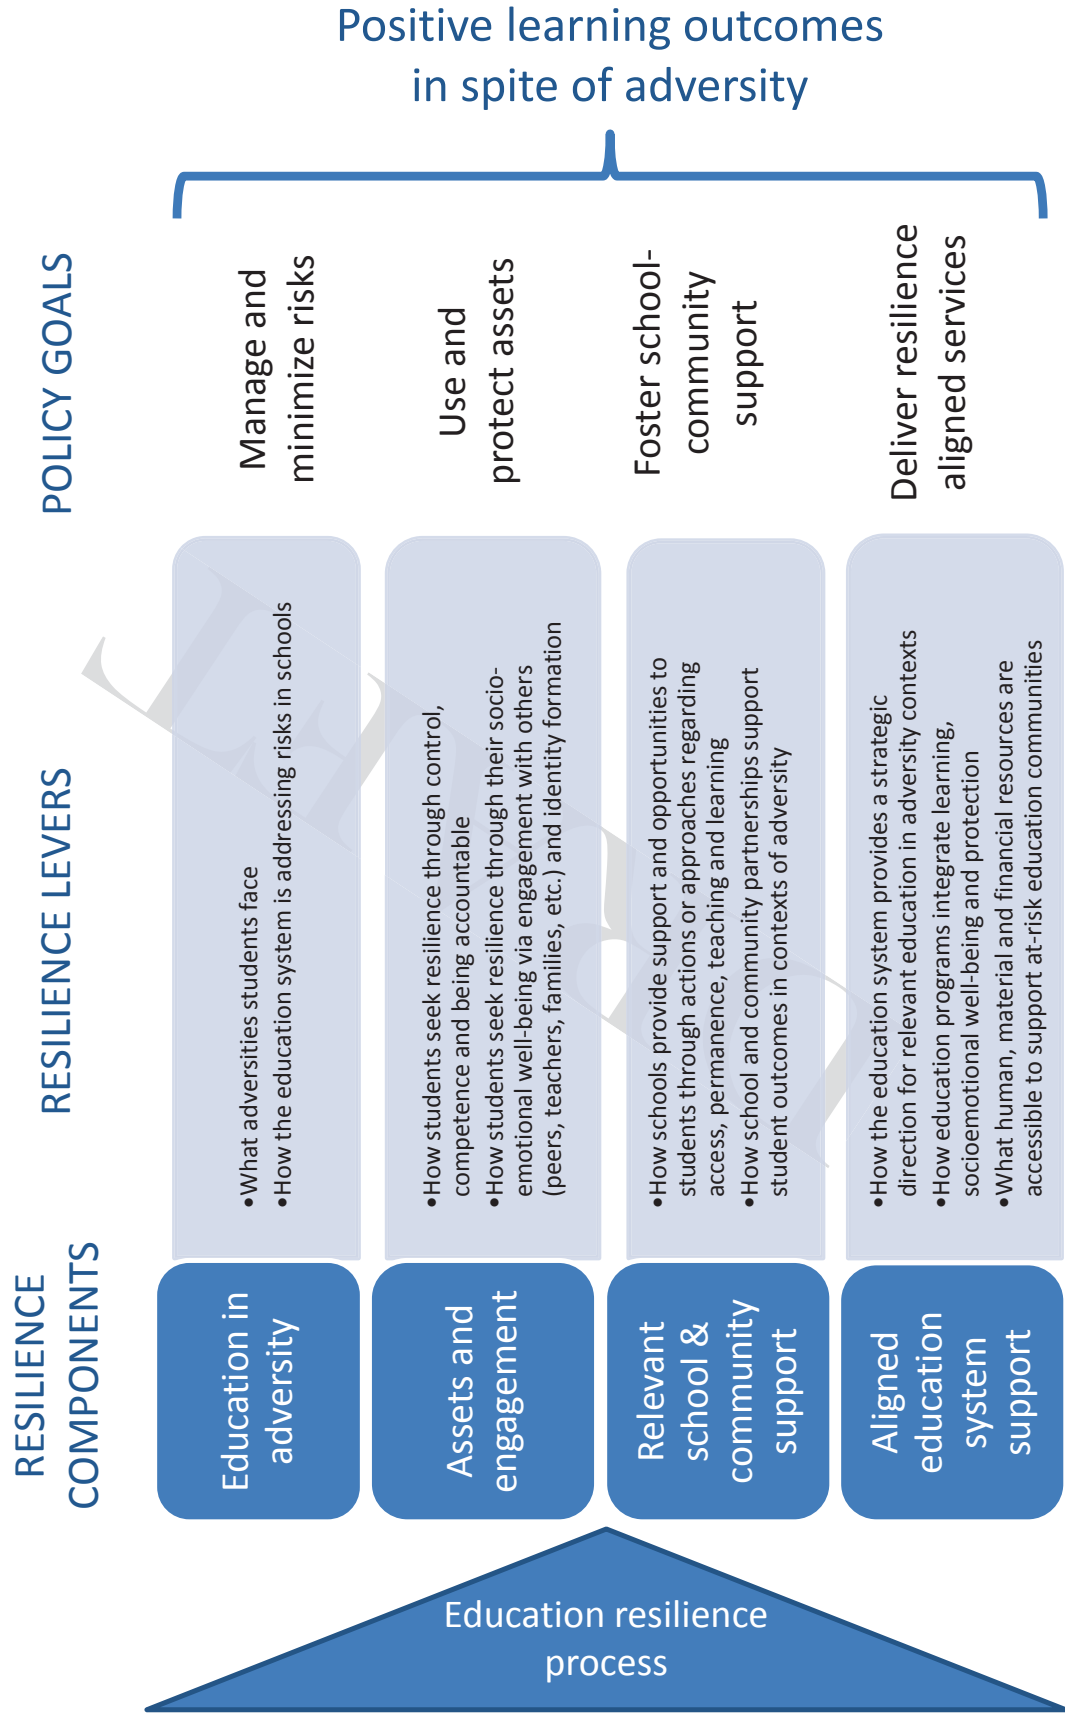 Positive learning outcomes
in spite of adversity
RESILIENCE
COMPONENTS
RESILIENCE LEVERS
POLICY GOALS
Education in
adversity
•What adversities students face
•How the education system is addressing risks in schools
Manage and
minimize risks
Assets and
engagement
•How students seek resilience through control,
competence and being accountable
•How students seek resilience through their socio-
emotional well-being via engagement with others
(peers, teachers, families, etc.) and identity formation
Use and
protect assets
Relevant
school &
community
support
•How schools provide support and opportunities to
students through actions or approaches regarding
access, permanence, teaching and learning
•How school and community partnerships support
student outcomes in contexts of adversity
Foster school-
community
support
Aligned
education
system
support
•How the education system provides a strategic
direction for relevant education in adversity contexts
•How education programs integrate learning,
socioemotional well-being and protection
•What human, material and financial resources are
accessible to support at-risk education communities
Deliver resilience
aligned services
Education resilience
process
DRAFT